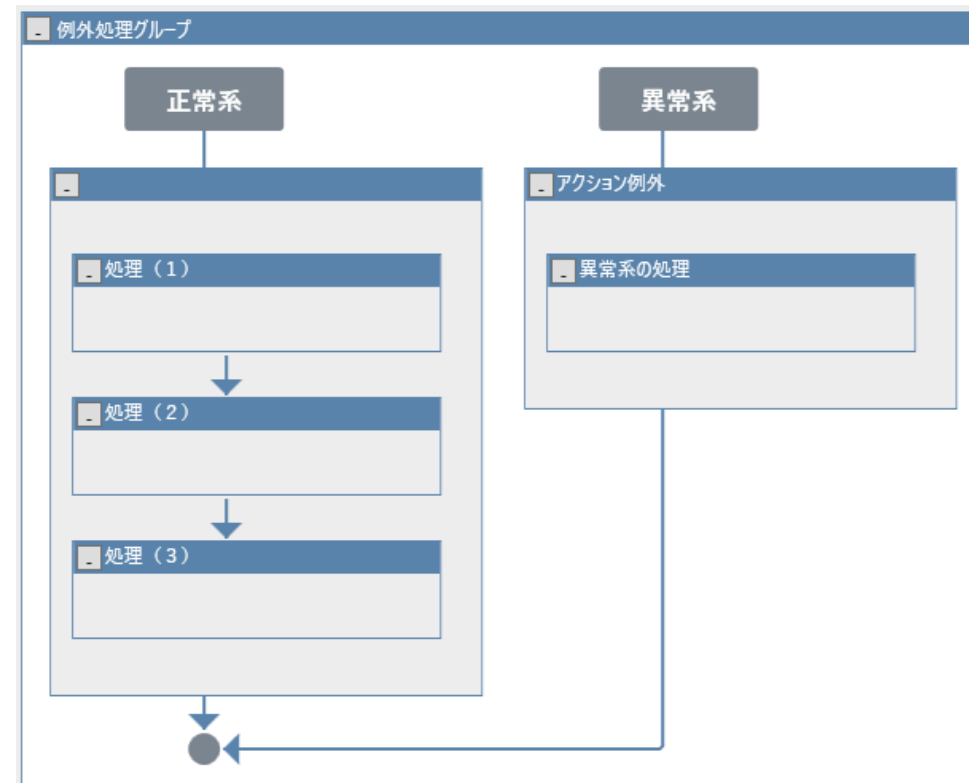 例外処理グループ
正常系
異常系
アクション例外
処理（1）
異常系の処理
処理（2）
処理（3）